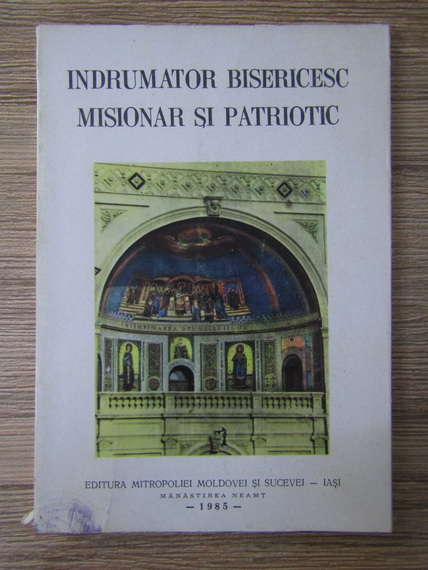 INDRUMATOR BISERICESC
MISIONAR ȘI PATRIOTIC
EDITURA MITROPOLIEI MOLDOVEI ȘI SUCEVEI — IAȘI
MĂNĂSTIREA NEAMȚ
— 1985 —